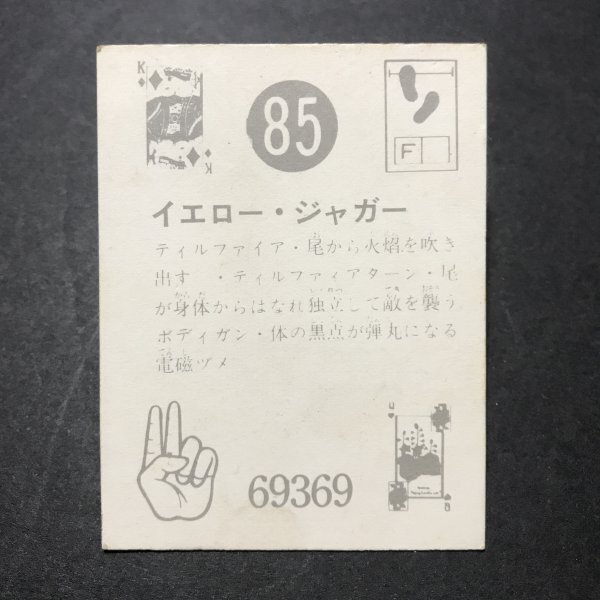 K
85
F
K
イエロー・ジャガー
ティルファイア・尾から火焰を吹き
出す ・ティルファィアターン・尾
が身体からはなれ独立して敵を襲う
ボディガン・体の黒点が弾丸になる
電磁ヅメ
Q
69369